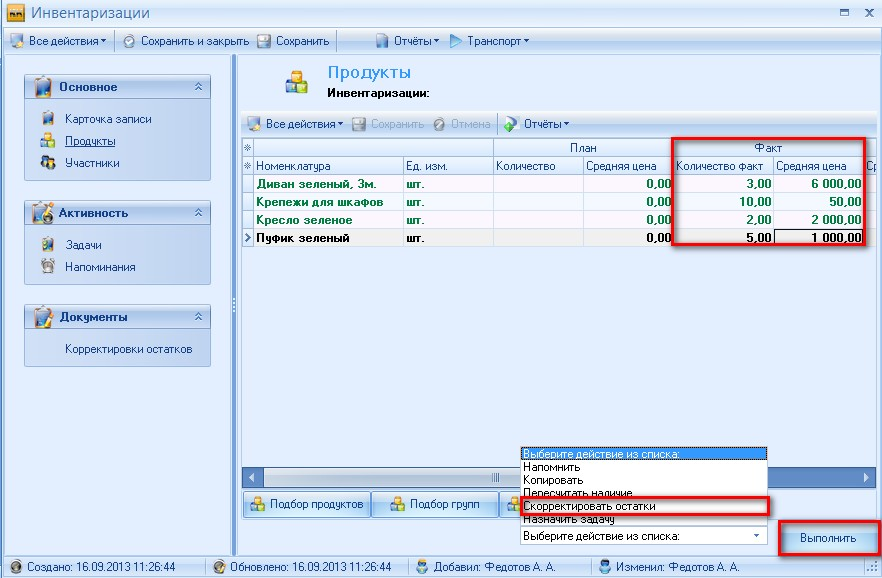 Инвентаризации
Все действия Сохранить и закрыть Сохранить Отчёты Транспорт
Основное
Карточка записи
Продукты
Участники
Активность
Задачи
Напоминания
Документы
Корректировки остатков
Продукты
Инвентаризации:
Все действия Сохранить Отмена Отчёты
План Факт
Номенклатура Ед. изм. Количество Средняя цена Количество факт Средняя цена Ср
Диван зеленый, 3м. шт. 0,00 3,00 6 000,00
Крепежи для шкафов шт. 0,00 10,00 50,00
Кресло зеленое шт. 0,00 2,00 2 000,00
Пуфик зеленый шт. 0,00 5,00 1 000,00
Выберите действие из списка:
Напомнить
Копировать
Пересчитать наличие
Скорректировать остатки
Назначить задачу
Подбор продуктов Подбор групп
Выберите действие из списка:
Выполнить
Создано: 16.09.2013 11:26:44 Обновлено: 16.09.2013 11:26:44 Добавил: Федотов А. А. Изменил: Федотов А. А.